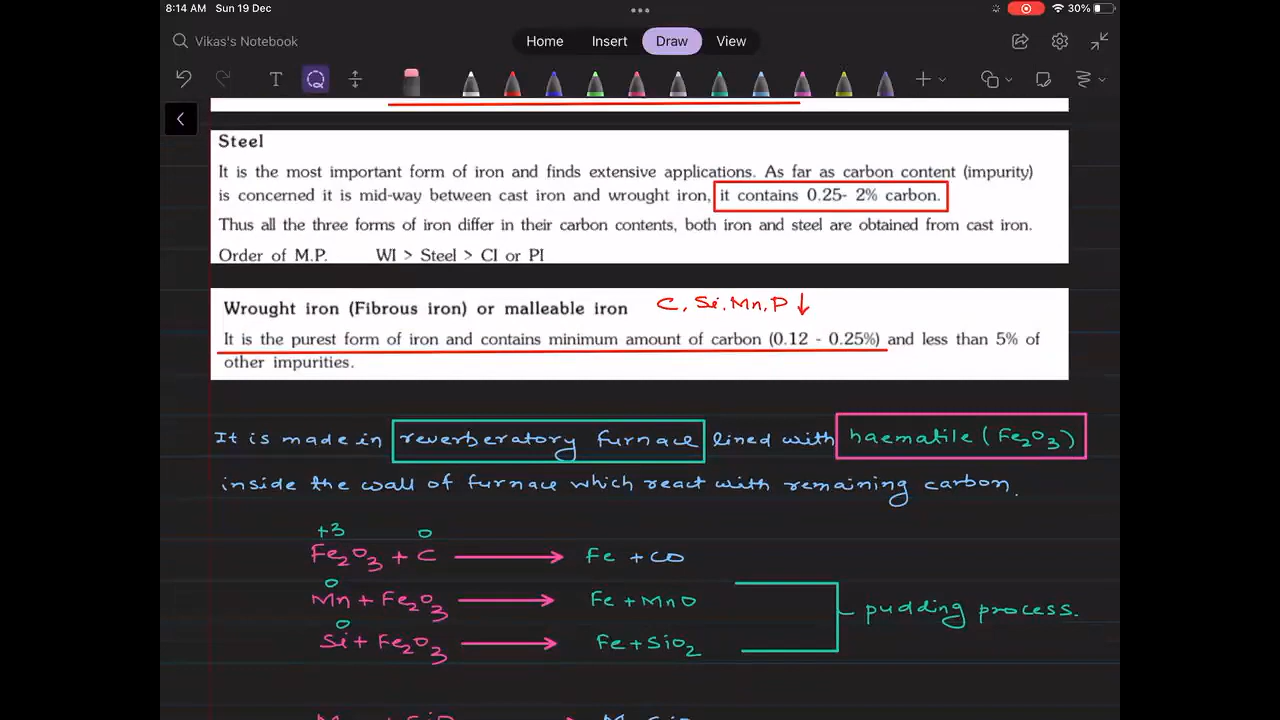 8:14 AM Sun 19 Dec
30%
Vikas's Notebook
Home Insert Draw View
T
Steel
It is the most important form of iron and finds extensive applications. As far as carbon content (impurity)
is concerned it is mid-way between cast iron and wrought iron, it contains 0.25- 2% carbon.
Thus all the three forms of iron differ in their carbon contents, both iron and steel are obtained from cast iron.
Order of M.P. WI > Steel > CI or PI
Wrought iron (Fibrous iron) or malleable iron C, Si, Mn, P ↓
It is the purest form of iron and contains minimum amount of carbon (0.12 - 0.25%) and less than 5% of
other impurities.
It is made in reverberatory furnace lined with haematile (Fe₂O₃)
inside the wall of furnace which react with remaining carbon.
+3 0
Fe₂O₃ + C → Fe + CO
0
Mn + Fe₂O₃ → Fe + MnO
pudding process.
0
Si + Fe₂O₃ → Fe + SiO₂